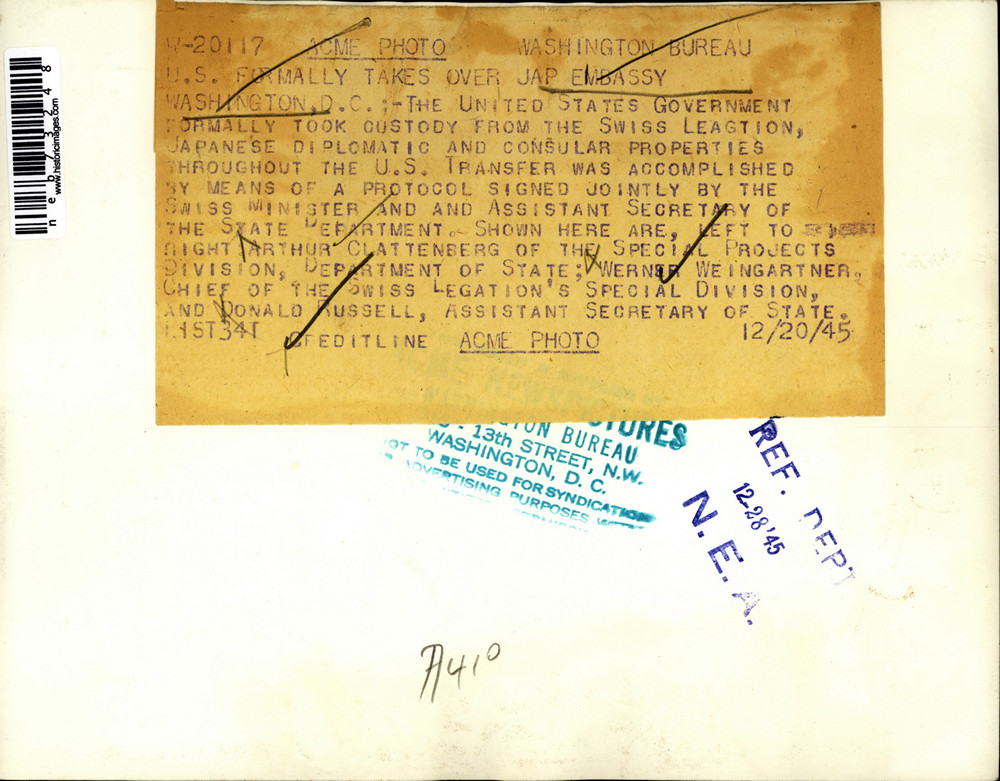 W-20117 ACME PHOTO WASHINGTON BUREAU
U.S. FORMALLY TAKES OVER JAP EMBASSY
WASHINGTON, D.C.;-THE UNITED STATES GOVERNMENT
FORMALLY TOOK CUSTODY FROM THE SWISS LEAGTION,
JAPANESE DIPLOMATIC AND CONSULAR PROPERTIES
THROUGHOUT THE U.S. TRANSFER WAS ACCOMPLISHED
BY MEANS OF A PROTOCOL SIGNED JOINTLY BY THE
SWISS MINISTER AND AND ASSISTANT SECRETARY OF
THE STATE DEPARTMENT. SHOWN HERE ARE, LEFT TO
RIGHT ARTHUR CLATTENBERG OF THE SPECIAL PROJECTS
DIVISION, DEPARTMENT OF STATE; WERNER WEINGARTNER,
CHIEF OF THE SWISS LEGATION'S SPECIAL DIVISION,
AND DONALD RUSSELL, ASSISTANT SECRETARY OF STATE.
34T 12/20/45
CREDITLINE ACME PHOTO
BUREAU
13th STREET, N.W.
WASHINGTON, D. C.
NOT TO BE USED FOR SYNDICATION
ADVERTISING PURPOSES
REF. DEPT
12-28'45
N.E.A.
A410
www.historicimages.com